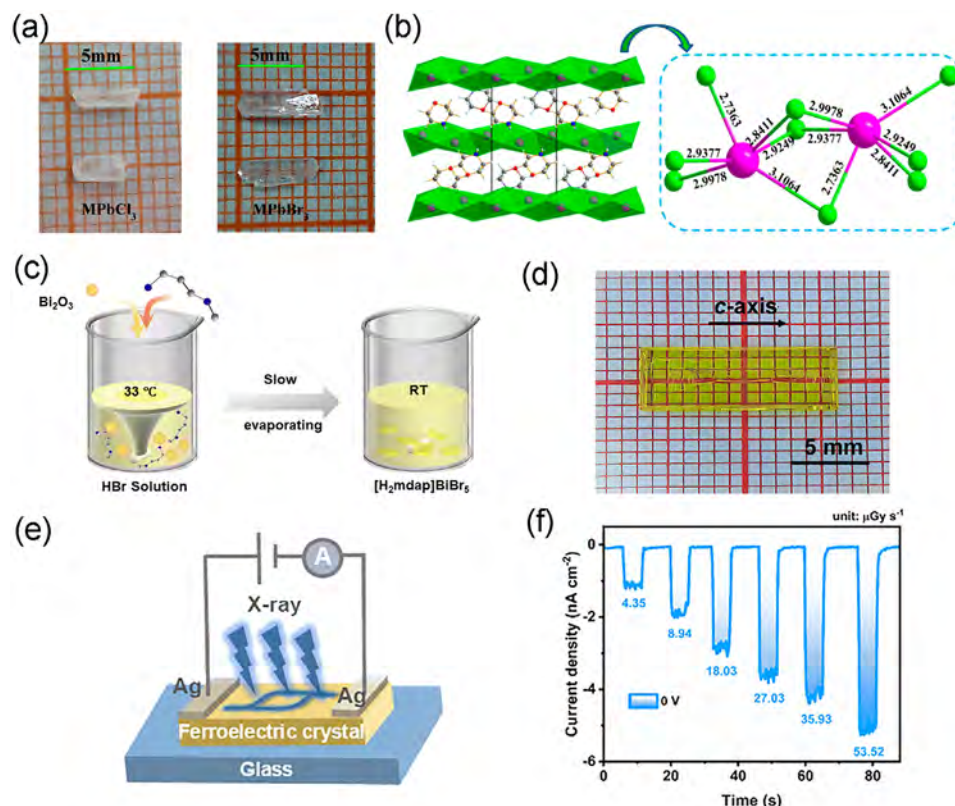 (a)
5mm
5mm
MPbCl₃
MPbBr₃
(b)
2.7363
2.9978
3.1064
2.8411
2.9249
2.9377
2.9249
2.8411
2.9377
2.9978
3.1064
2.7363
(c)
Bi₂O₃
33 ℃
HBr Solution
Slow
evaporating
RT
[H₂mdap]BiBr₅
(d)
c-axis
5 mm
(e)
A
X-ray
Ag
Ag
Ferroelectric crystal
Glass
(f)
unit: μGy s⁻¹
Current density (nA cm⁻²)
0
-2
-4
-6
4.35
8.94
18.03
27.03
35.93
53.52
0 V
0
20
40
60
80
Time (s)